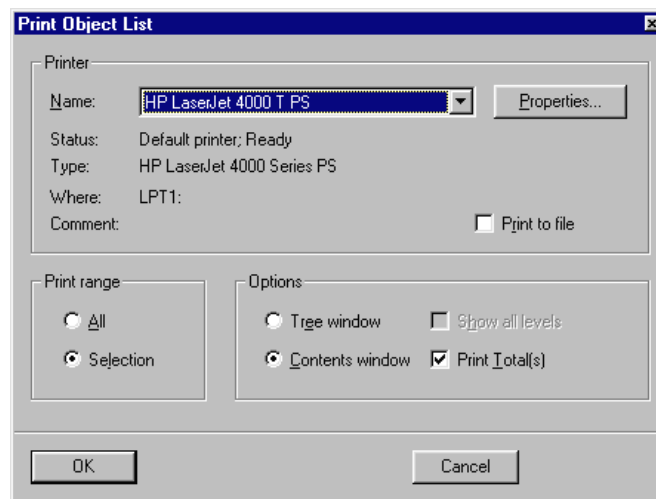 Print Object List
Printer
Name: HP LaserJet 4000 T PS Properties...
Status: Default printer; Ready
Type: HP LaserJet 4000 Series PS
Where: LPT1:
Comment: Print to file
Print range Options
All Tree window Show all levels
Selection Contents window Print Total(s)
OK Cancel